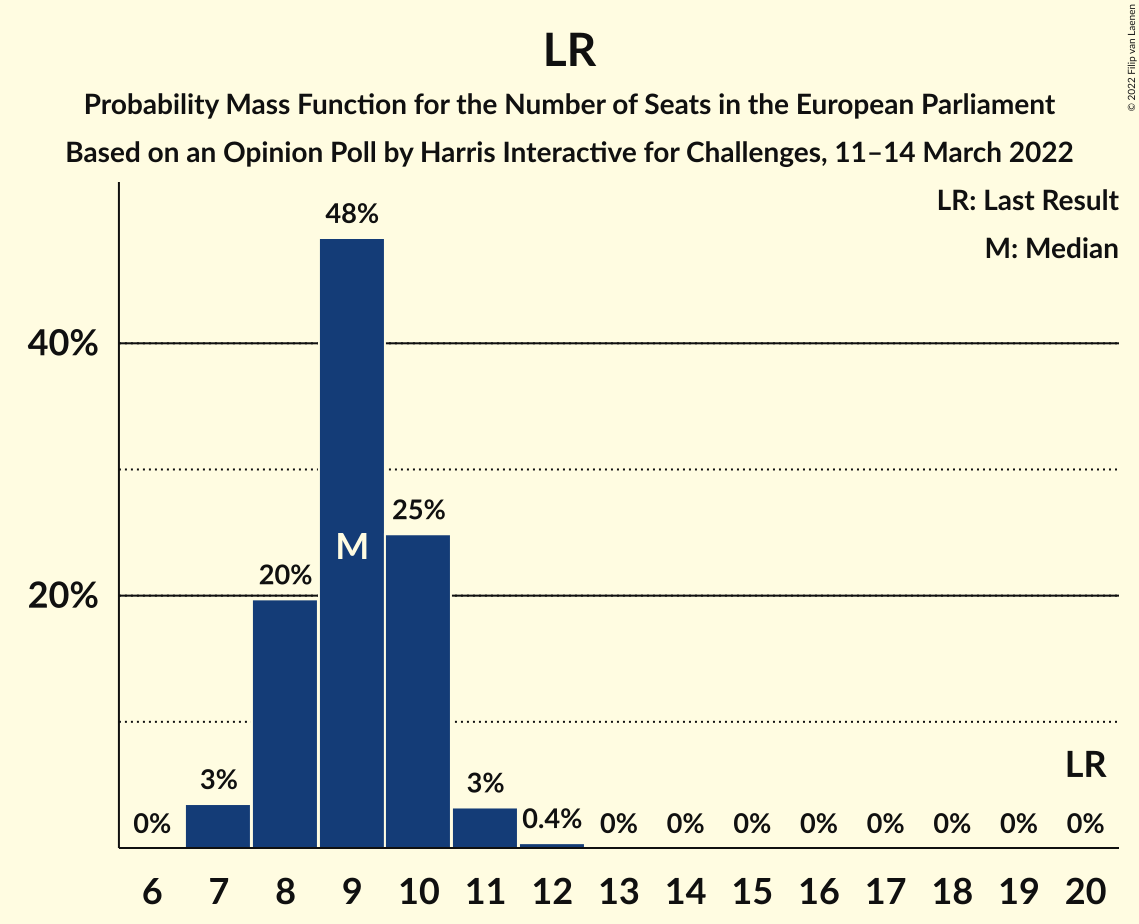 © 2022 Filip van Laenen
LR
Probability Mass Function for the Number of Seats in the European Parliament
Based on an Opinion Poll by Harris Interactive for Challenges, 11–14 March 2022
LR: Last Result
M: Median
48%
40%
25%
M
20%
20%
LR
3%
3%
0%
0.4%
0%
0%
0%
0%
0%
0%
0%
0%
6 7 8 9 10 11 12 13 14 15 16 17 18 19 20